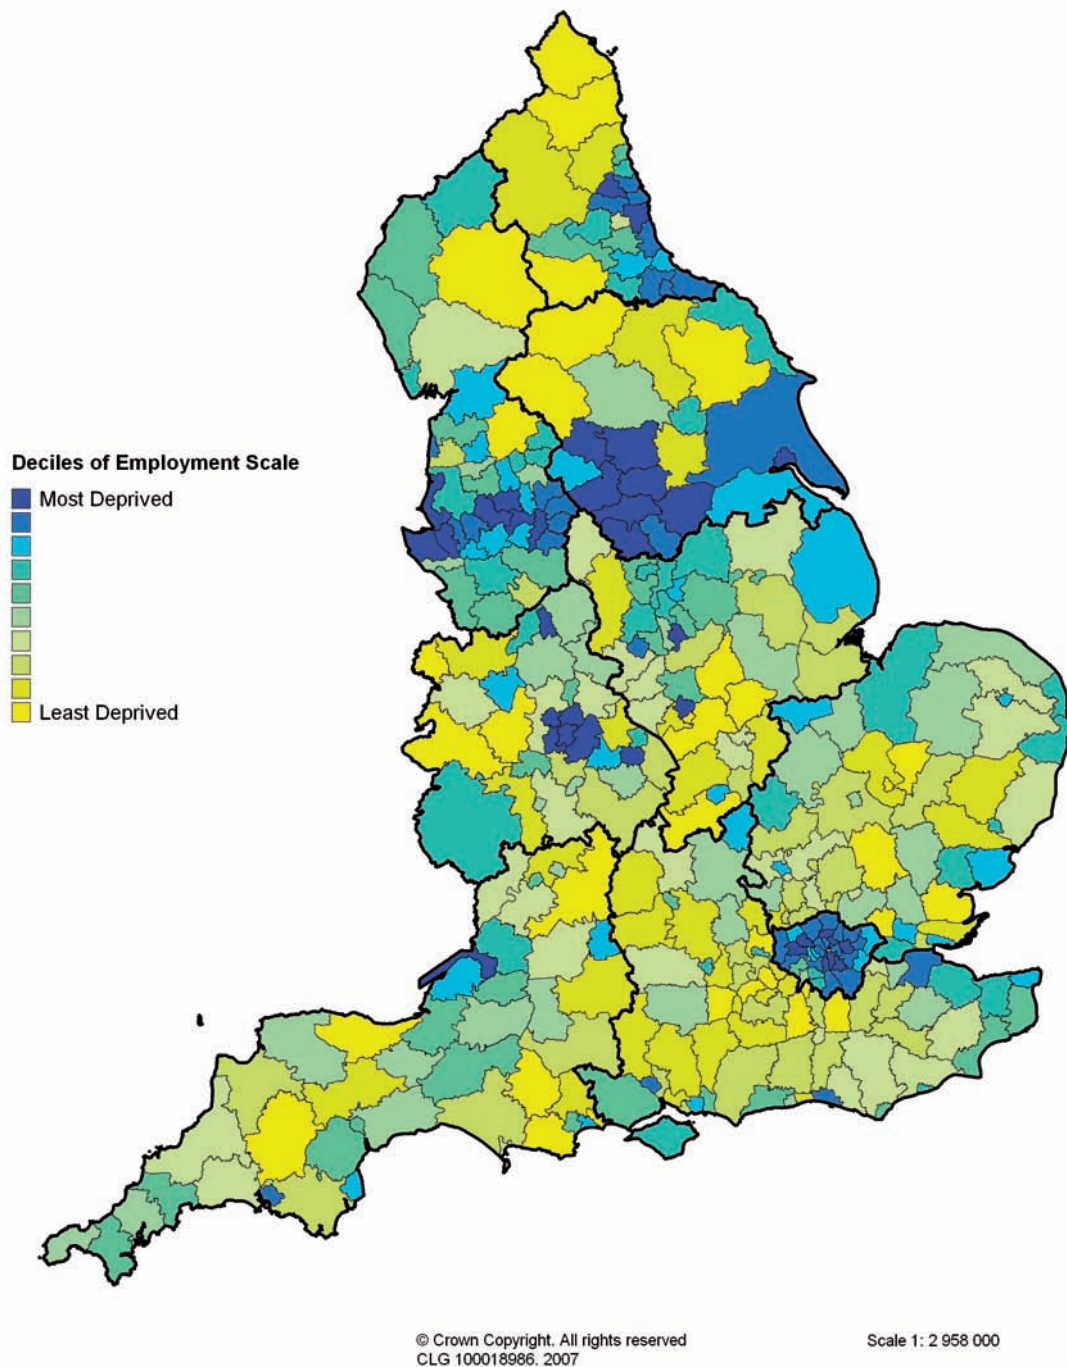 Deciles of Employment Scale
Most Deprived
Least Deprived
© Crown Copyright. All rights reserved
CLG 100018986. 2007
Scale 1: 2 958 000